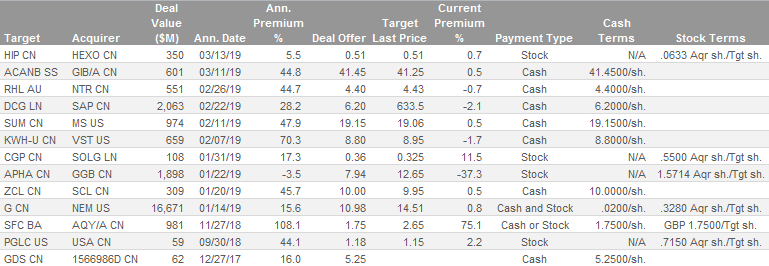 Target Acquirer Deal Value ($M) Ann. Date Ann. Premium % Deal Offer Target Last Price Current Premium % Payment Type Cash Terms Stock Terms
HIP CN HEXO CN 350 03/13/19 5.5 0.51 0.51 0.7 Stock N/A .0633 Aqr sh./Tgt sh.
ACANB SS GIB/A CN 601 03/11/19 44.8 41.45 41.25 0.5 Cash 41.4500/sh.
RHL AU NTR CN 551 02/26/19 44.7 4.40 4.43 -0.7 Cash 4.4000/sh.
DCG LN SAP CN 2,063 02/22/19 28.2 6.20 633.5 -2.1 Cash 6.2000/sh.
SUM CN MS US 974 02/11/19 47.9 19.15 19.06 0.5 Cash 19.1500/sh.
KWH-U CN VST US 659 02/07/19 70.3 8.80 8.95 -1.7 Cash 8.8000/sh.
CGP CN SOLG LN 108 01/31/19 17.3 0.36 0.325 11.5 Stock N/A .5500 Aqr sh./Tgt sh.
APHA CN GGB CN 1,898 01/22/19 -3.5 7.94 12.65 -37.3 Stock N/A 1.5714 Aqr sh./Tgt sh.
ZCL CN SCL CN 309 01/20/19 45.7 10.00 9.95 0.5 Cash 10.0000/sh.
G CN NEM US 16,671 01/14/19 15.6 10.98 14.51 0.8 Cash and Stock .0200/sh. .3280 Aqr sh./Tgt sh.
SFC BA AQY/A CN 981 11/27/18 108.1 1.75 2.65 75.1 Cash or Stock 1.7500/sh. GBP 1.7500/Tgt sh.
PGLC US USA CN 59 09/30/18 44.1 1.18 1.15 2.2 Stock N/A .7150 Aqr sh./Tgt sh.
GDS CN 1566986D CN 62 12/27/17 16.0 5.25 Cash 5.2500/sh.